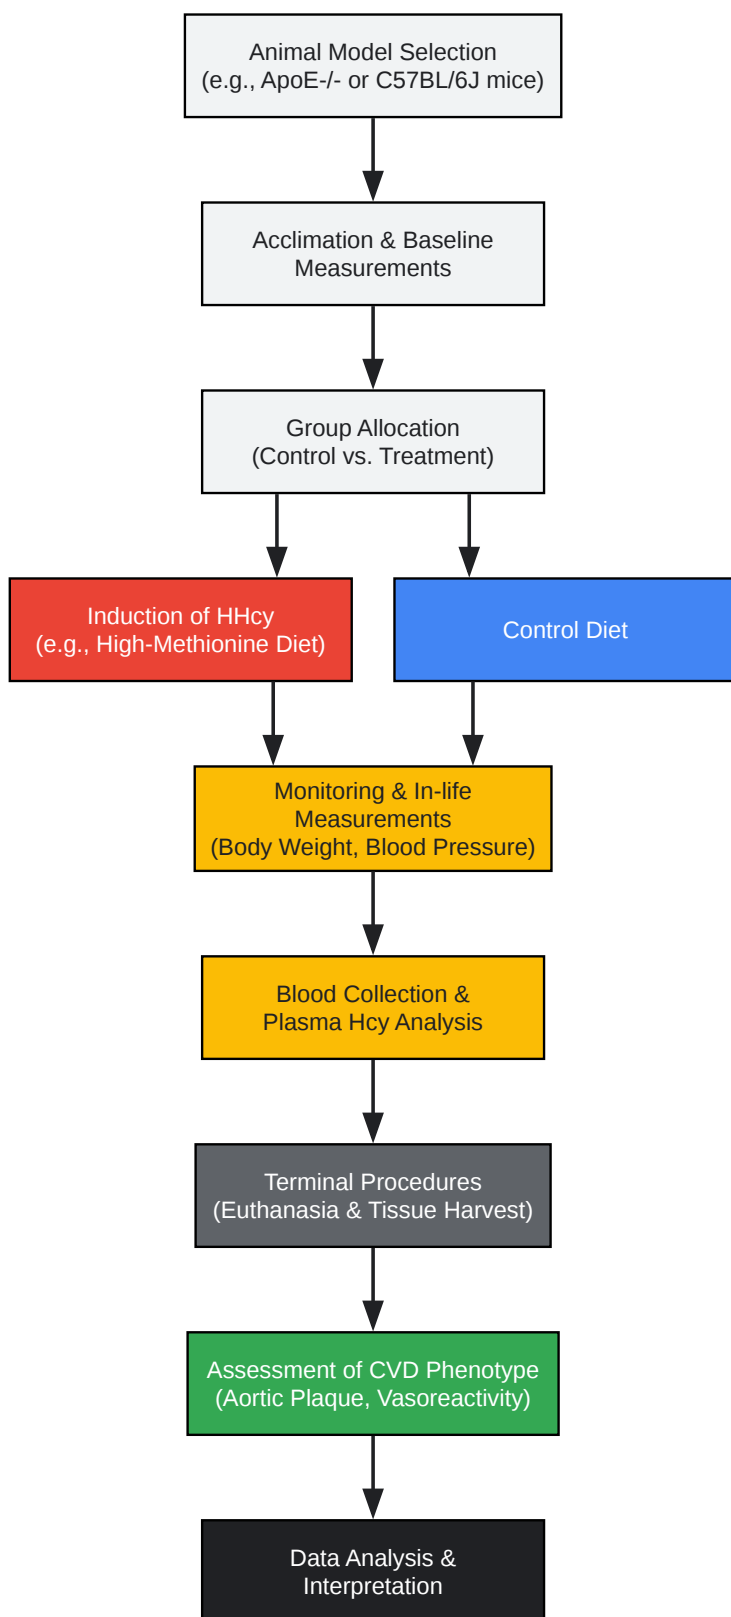 Animal Model Selection
(e.g., ApoE-/- or C57BL/6J mice)
Acclimation & Baseline
Measurements
Group Allocation
(Control vs. Treatment)
Induction of HHcy
(e.g., High-Methionine Diet)
Control Diet
Monitoring & In-life
Measurements
(Body Weight, Blood Pressure)
Blood Collection &
Plasma Hcy Analysis
Terminal Procedures
(Euthanasia & Tissue Harvest)
Assessment of CVD Phenotype
(Aortic Plaque, Vasoreactivity)
Data Analysis &
Interpretation